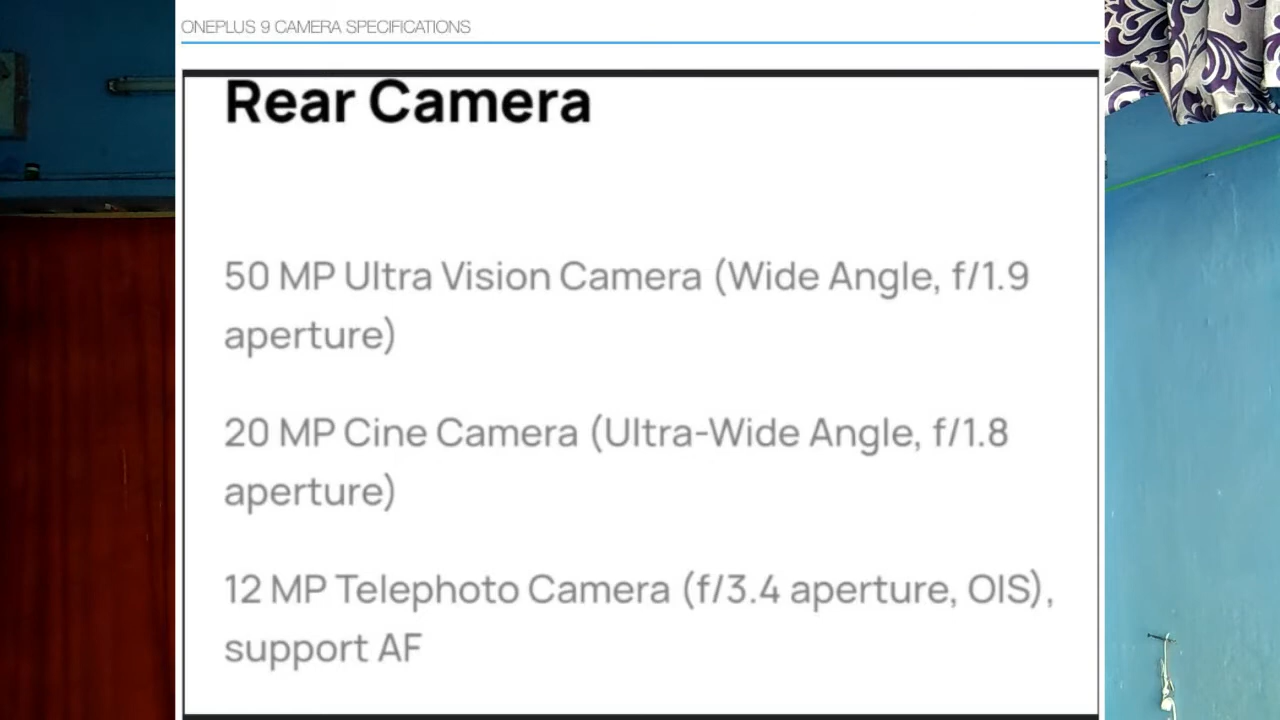 ONEPLUS 9 CAMERA SPECIFICATIONS
Rear Camera
50 MP Ultra Vision Camera (Wide Angle, f/1.9
aperture)
20 MP Cine Camera (Ultra-Wide Angle, f/1.8
aperture)
12 MP Telephoto Camera (f/3.4 aperture, OIS),
support AF